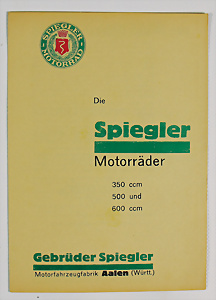 SPIEGLER
MOTORRAD
Die
Spiegler
Motorräder
350 ccm
500 und
600 ccm
Gebrüder Spiegler
Motorfahrzeugfabrik Aalen (Württ.)